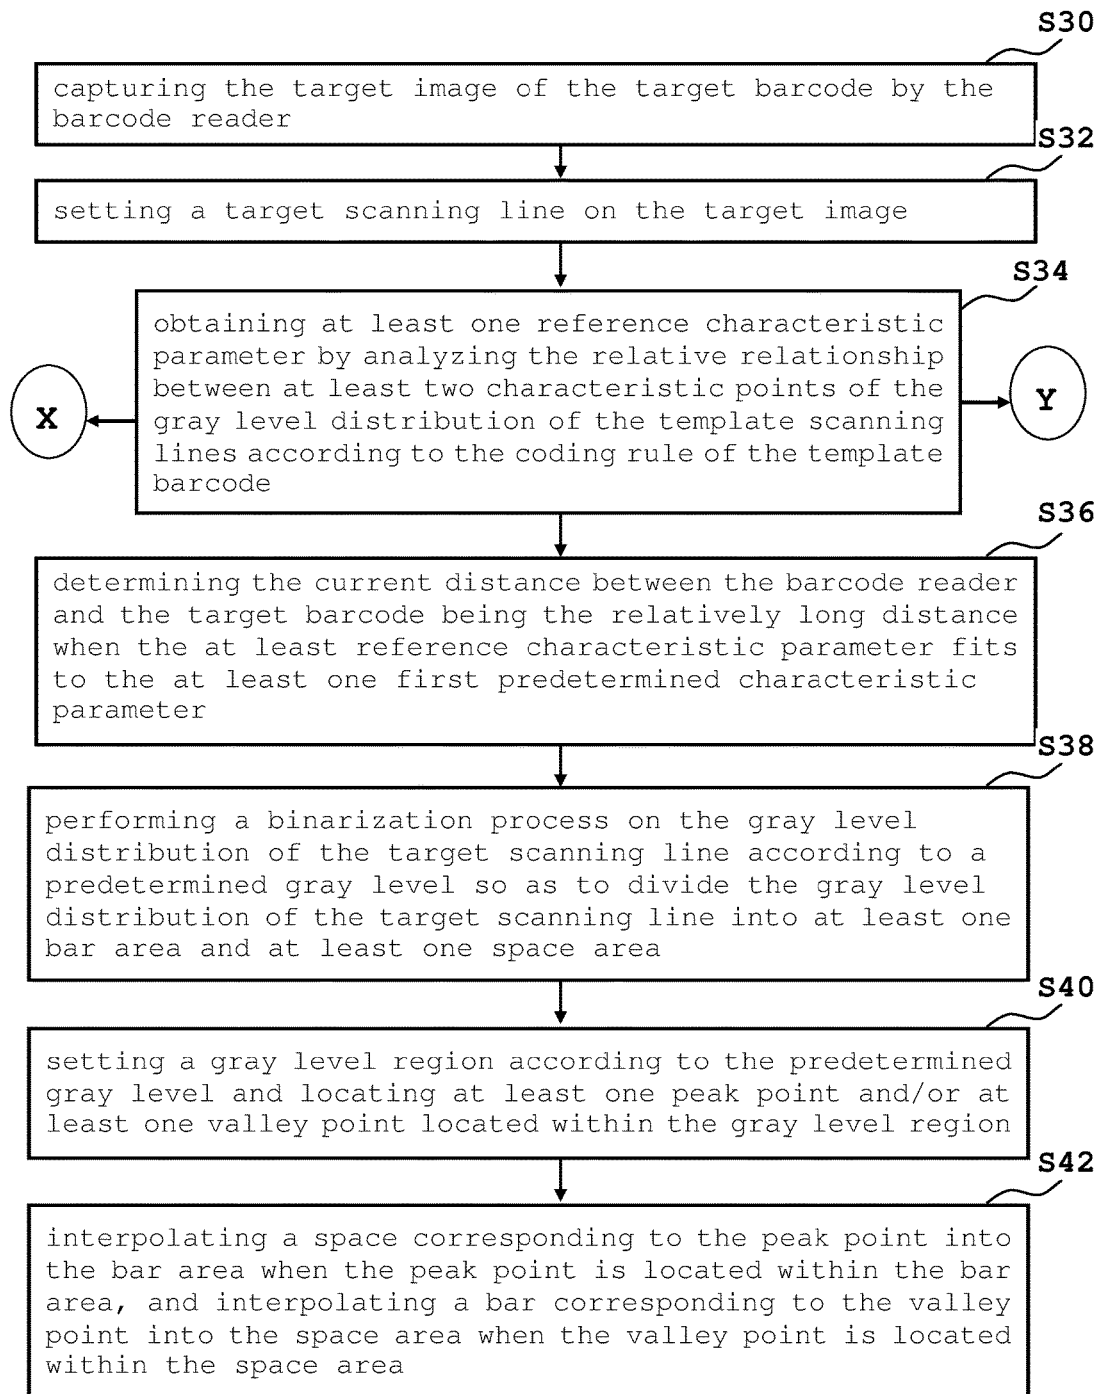 S30
capturing the target image of the target barcode by the
barcode reader
S32
setting a target scanning line on the target image
S34
obtaining at least one reference characteristic
parameter by analyzing the relative relationship
between at least two characteristic points of the
gray level distribution of the template scanning
lines according to the coding rule of the template
barcode
X
Y
S36
determining the current distance between the barcode reader
and the target barcode being the relatively long distance
when the at least reference characteristic parameter fits
to the at least one first predetermined characteristic
parameter
S38
performing a binarization process on the gray level
distribution of the target scanning line according to a
predetermined gray level so as to divide the gray level
distribution of the target scanning line into at least one
bar area and at least one space area
S40
setting a gray level region according to the predetermined
gray level and locating at least one peak point and/or at
least one valley point located within the gray level region
S42
interpolating a space corresponding to the peak point into
the bar area when the peak point is located within the bar
area, and interpolating a bar corresponding to the valley
point into the space area when the valley point is located
within the space area